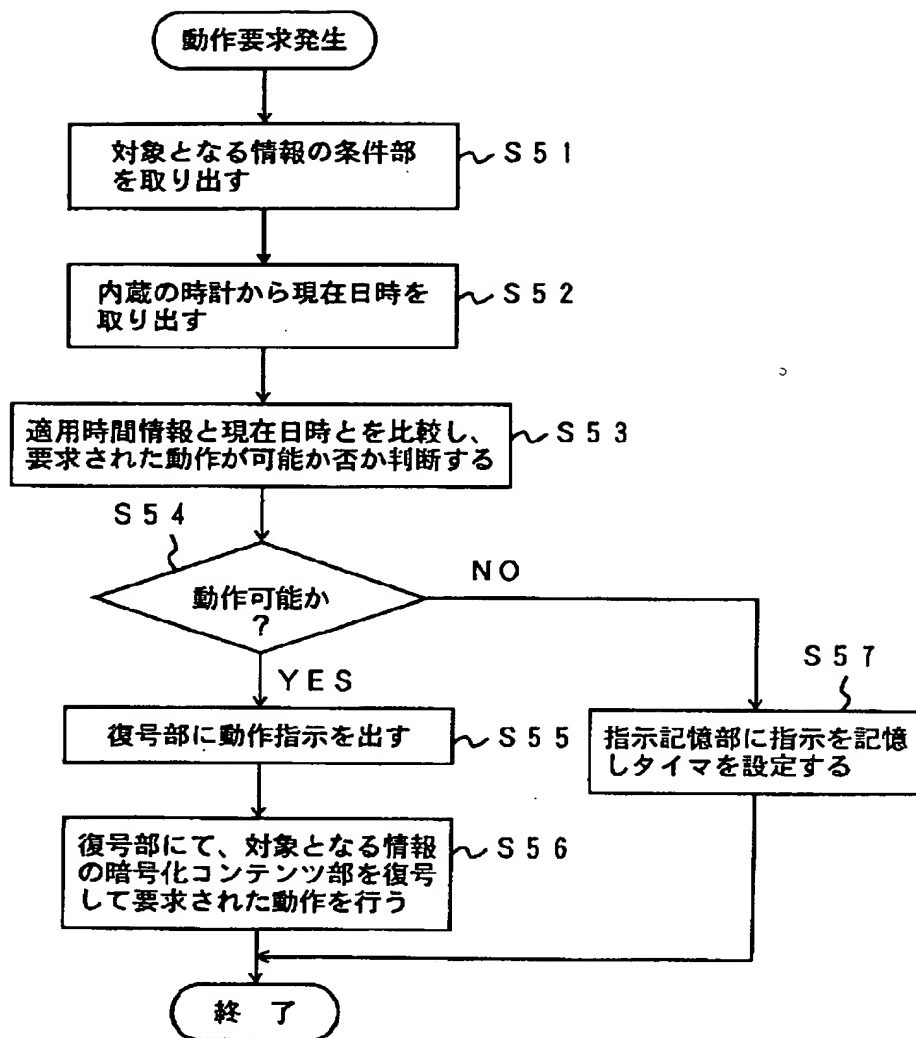 動作要求発生
対象となる情報の条件部
を取り出す
S51
内蔵の時計から現在日時を
取り出す
S52
適用時間情報と現在日時とを比較し、
要求された動作が可能か否か判断する
S53
S54
動作可能か
?
NO
YES
復号部に動作指示を出す
S55
S57
指示記憶部に指示を記憶
しタイマを設定する
復号部にて、対象となる情報
の暗号化コンテンツ部を復号
して要求された動作を行う
S56
終 了